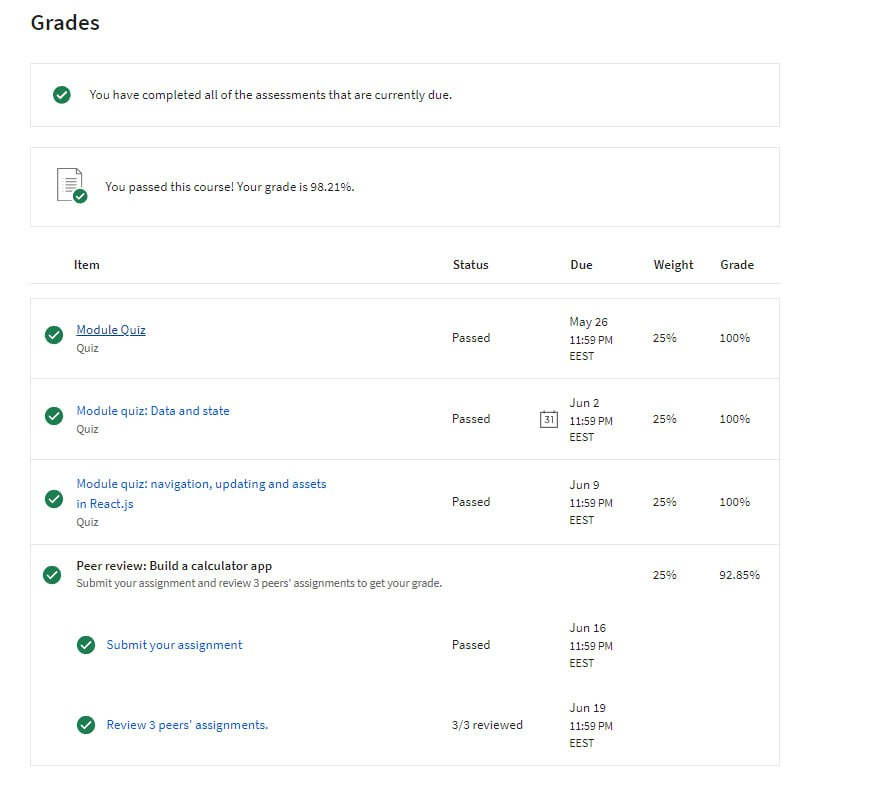 Grades
You have completed all of the assessments that are currently due.
You passed this course! Your grade is 98.21%.
Item Status Due Weight Grade
Module Quiz
Quiz
Passed
May 26
11:59 PM
EEST
25%
100%
Module quiz: Data and state
Quiz
Passed
31
Jun 2
11:59 PM
EEST
25%
100%
Module quiz: navigation, updating and assets
in React.js
Quiz
Passed
Jun 9
11:59 PM
EEST
25%
100%
Peer review: Build a calculator app
Submit your assignment and review 3 peers' assignments to get your grade.
25%
92.85%
Submit your assignment
Passed
Jun 16
11:59 PM
EEST
Review 3 peers' assignments.
3/3 reviewed
Jun 19
11:59 PM
EEST